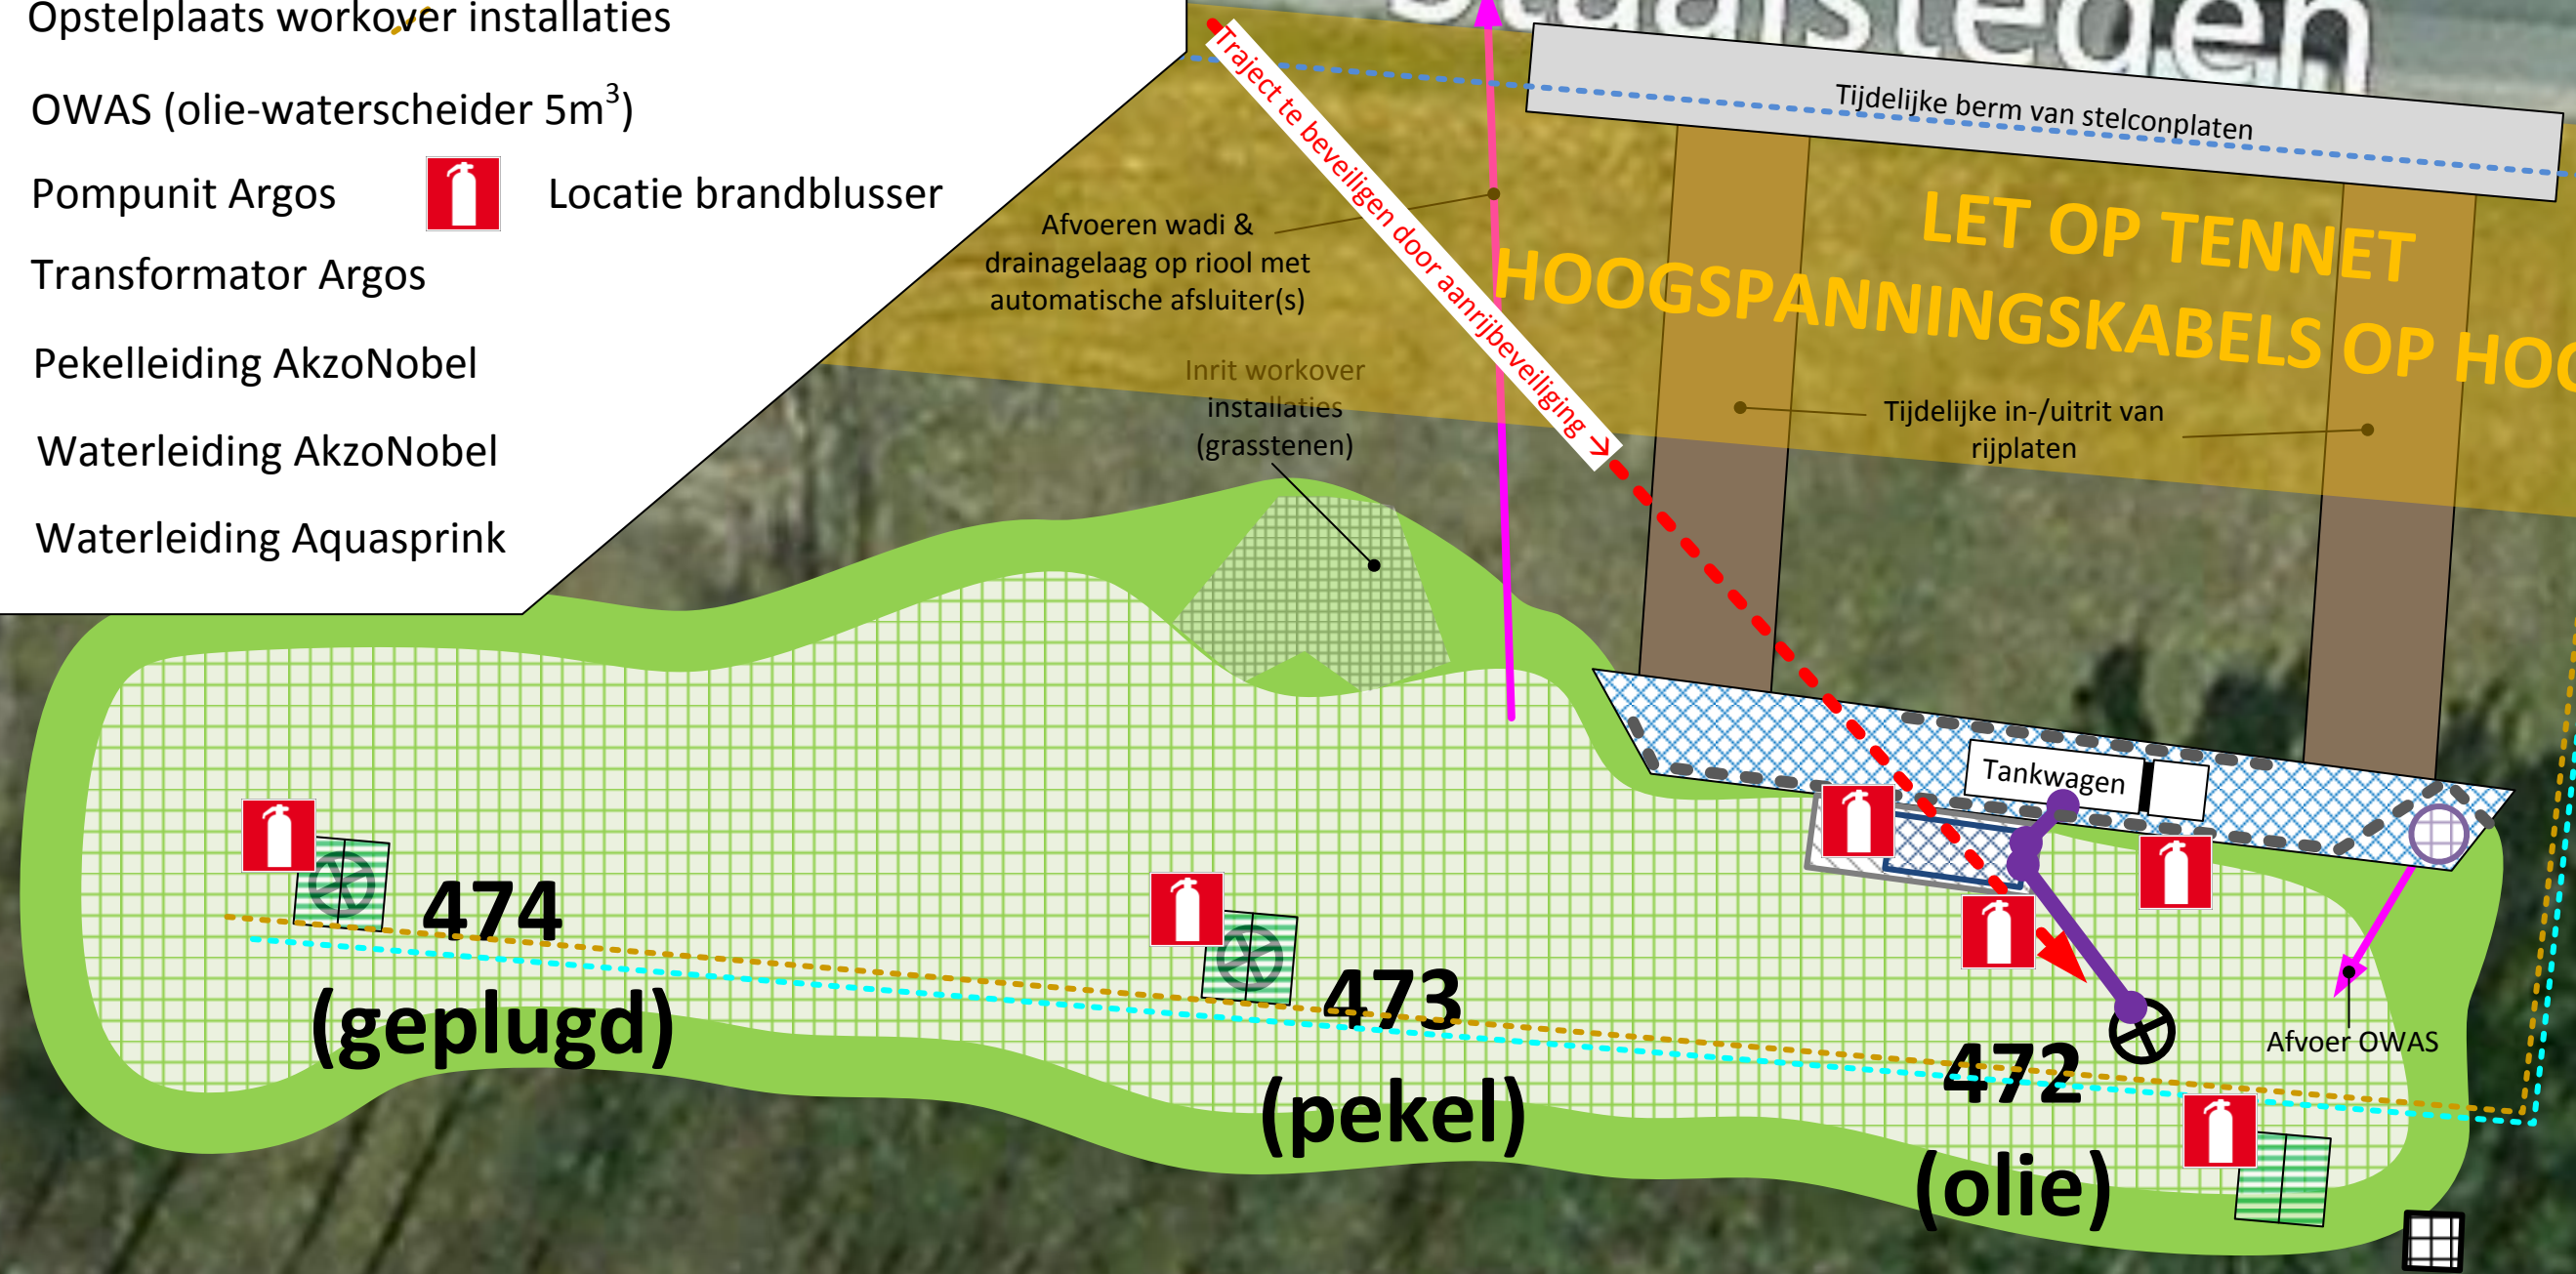 Opstelplaats workover installaties
OWAS (olie-waterscheider 5m³)
Pompunit Argos
Locatie brandblusser
Transformator Argos
Pekelleiding AkzoNobel
Waterleiding AkzoNobel
Waterleiding Aquasprink
Staalsteden
Tijdelijke berm van stelconplaten
Traject te beveiligen door aanrijbeveiliging →
Afvoeren wadi &
drainagelaag op riool met
automatische afsluiter(s)
LET OP TENNET
HOOGSPANNINGSKABELS OP HOO
Inrit workover
installaties
(grasstenen)
Tijdelijke in-/uitrit van
rijplaten
Tankwagen
474
(geplugd)
473
(pekel)
472
(olie)
Afvoer OWAS